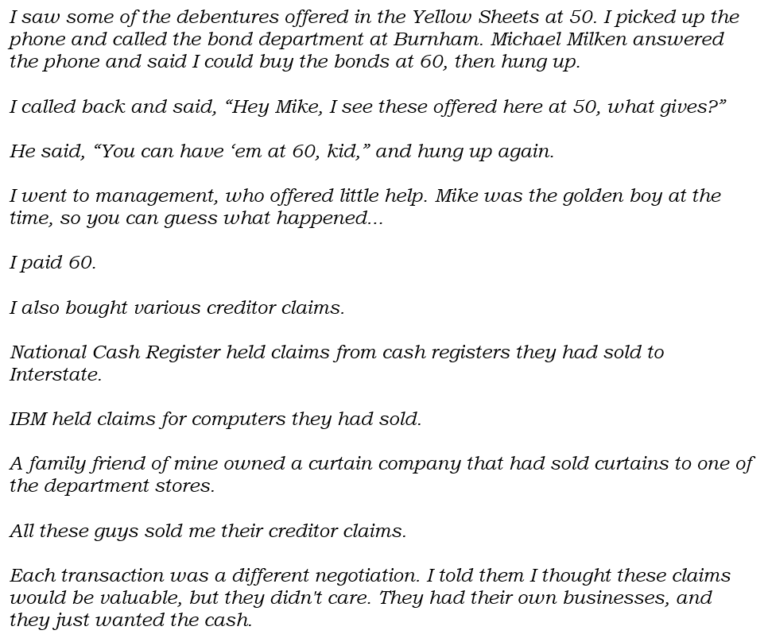 I saw some of the debentures offered in the Yellow Sheets at 50. I picked up the
phone and called the bond department at Burnham. Michael Milken answered
the phone and said I could buy the bonds at 60, then hung up.
I called back and said, “Hey Mike, I see these offered here at 50, what gives?”
He said, “You can have ‘em at 60, kid,” and hung up again.
I went to management, who offered little help. Mike was the golden boy at the
time, so you can guess what happened...
I paid 60.
I also bought various creditor claims.
National Cash Register held claims from cash registers they had sold to
Interstate.
IBM held claims for computers they had sold.
A family friend of mine owned a curtain company that had sold curtains to one of
the department stores.
All these guys sold me their creditor claims.
Each transaction was a different negotiation. I told them I thought these claims
would be valuable, but they didn't care. They had their own businesses, and
they just wanted the cash.